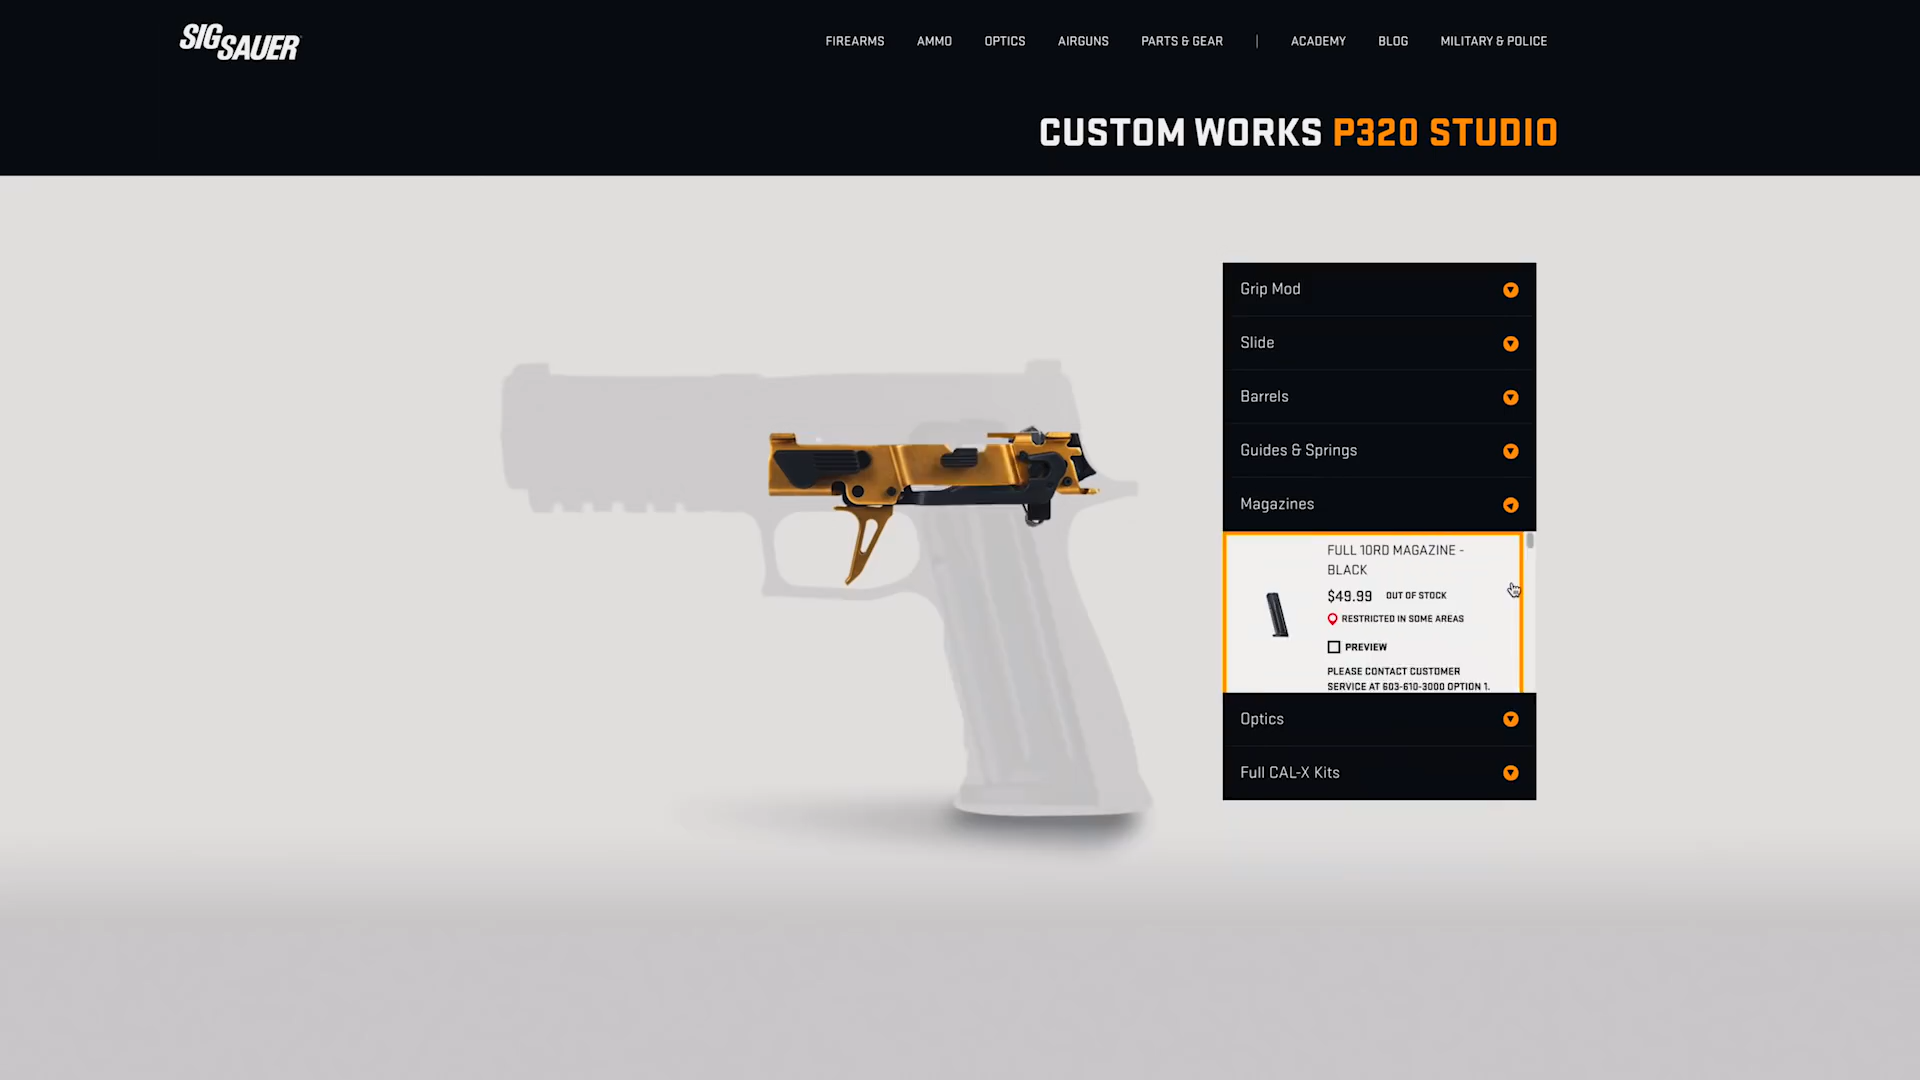 SIG SAUER
FIREARMS AMMO OPTICS AIRGUNS PARTS & GEAR | ACADEMY BLOG MILITARY & POLICE
CUSTOM WORKS P320 STUDIO
Grip Mod
Slide
Barrels
Guides & Springs
Magazines
FULL 10RD MAGAZINE -
BLACK
$49.99 OUT OF STOCK
RESTRICTED IN SOME AREAS
PREVIEW
PLEASE CONTACT CUSTOMER
SERVICE AT 603-610-3000 OPTION 1.
Optics
Full CAL-X Kits